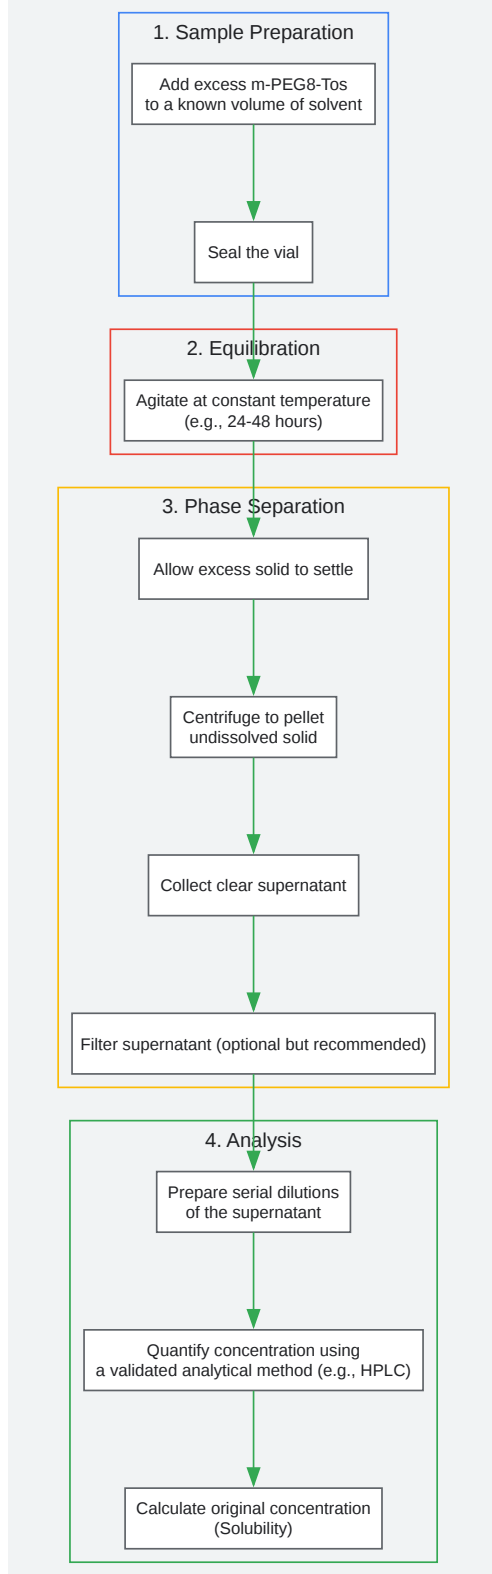 1. Sample Preparation
Add excess m-PEG8-Tos
to a known volume of solvent
Seal the vial
2. Equilibration
Agitate at constant temperature
(e.g., 24-48 hours)
3. Phase Separation
Allow excess solid to settle
Centrifuge to pellet
undissolved solid
Collect clear supernatant
Filter supernatant (optional but recommended)
4. Analysis
Prepare serial dilutions
of the supernatant
Quantify concentration using
a validated analytical method (e.g., HPLC)
Calculate original concentration
(Solubility)